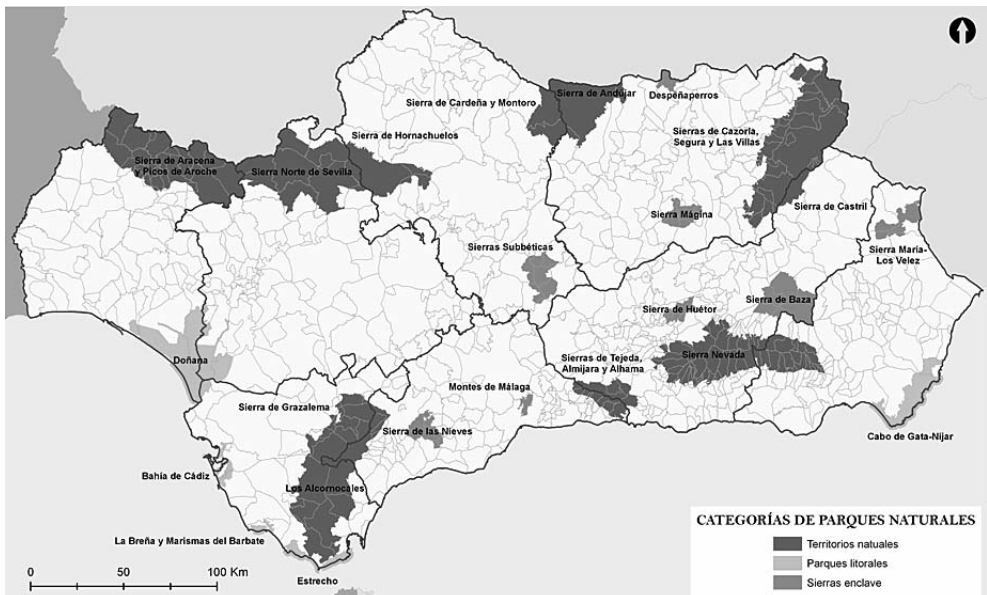 Sierra de Andújar
Despeñaperros
Sierra de Cardeña y Montoro
Sierras de Cazorla,
Segura y Las Villas
Sierra de Hornachuelos
Sierra de Aracena
y Picos de Aroche
Sierra Norte de Sevilla
Sierra de Castril
Sierra Mágina
Sierras Subbéticas
Sierra María-
Los Velez
Sierra de Baza
Sierra de Huétor
Doñana
Sierras de Tejeda,
Almijara y Alhama
Sierra Nevada
Montes de Málaga
Sierra de Grazalema
Sierra de las Nieves
Cabo de Gata-Níjar
Bahía de Cádiz
Los Alcornocales
La Breña y Marismas del Barbate
Estrecho
0 50 100 Km
CATEGORÍAS DE PARQUES NATURALES
Territorios natuales
Parques litorales
Sierras enclave